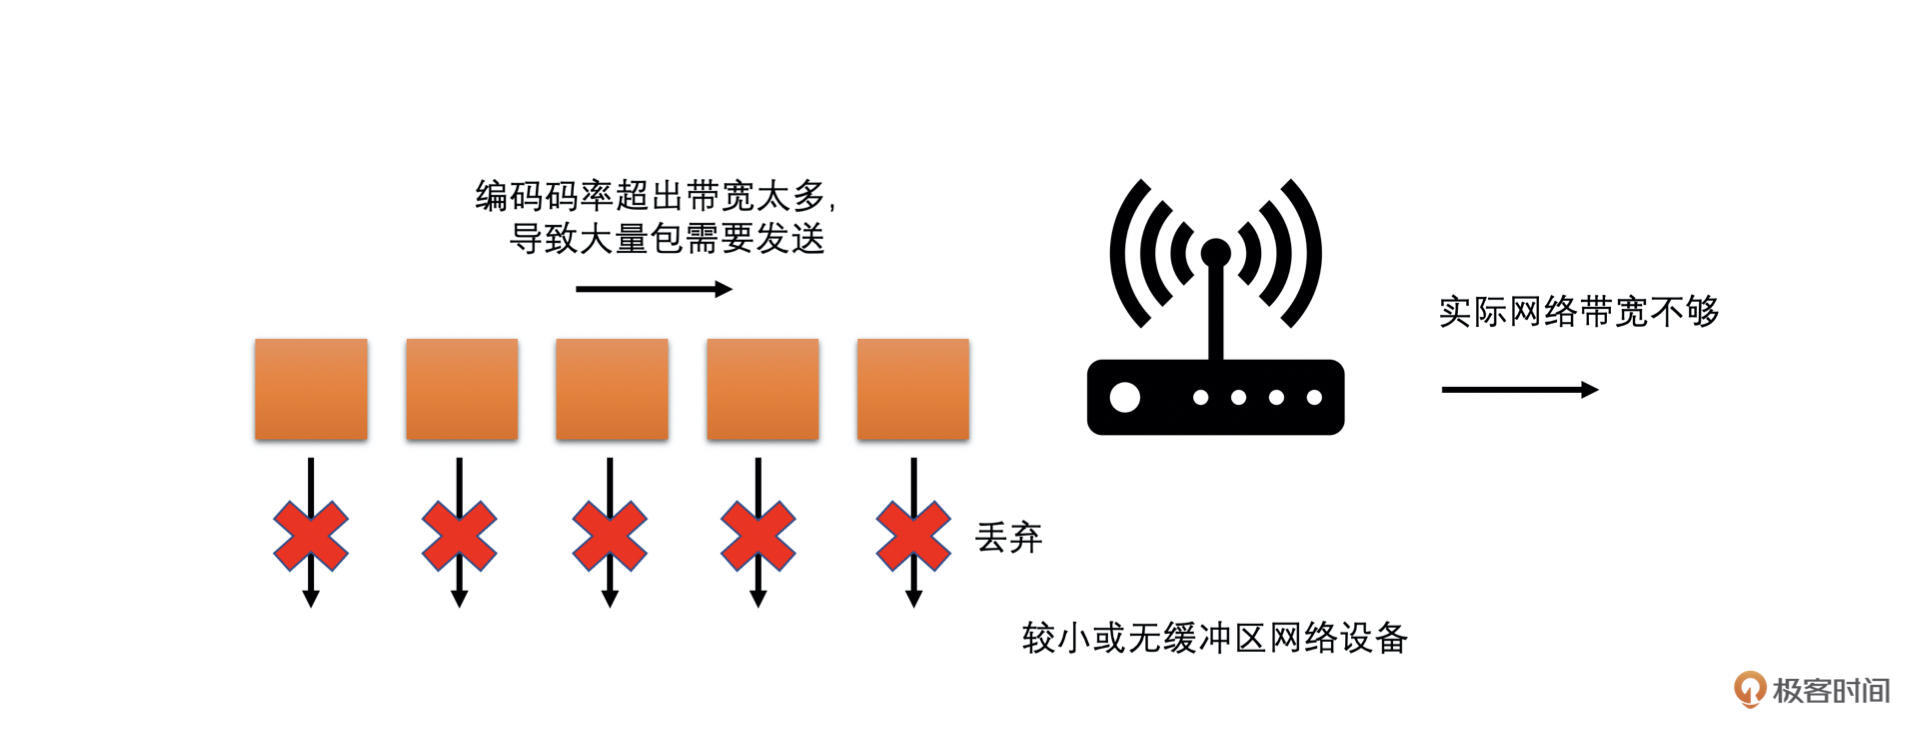 编码码率超出带宽太多,
导致大量包需要发送
实际网络带宽不够
丢弃
较小或无缓冲区网络设备
极客时间